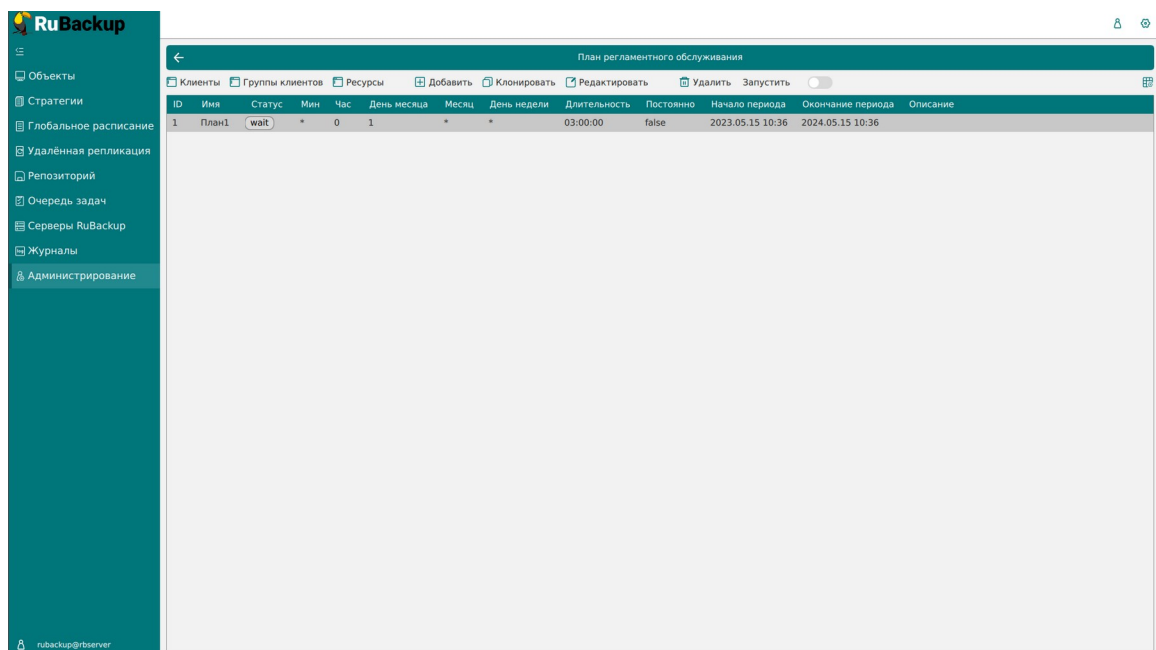 RuBackup
План регламентного обслуживания
Объекты
Стратегии
Глобальное расписание
Удалённая репликация
Репозиторий
Очередь задач
Серверы RuBackup
Журналы
Администрирование
rubackup@rbserver
Клиенты Группы клиентов Ресурсы Добавить Клонировать Редактировать Удалить Запустить
ID Имя Статус Мин Час День месяца Месяц День недели Длительность Постоянно Начало периода Окончание периода Описание
1 План1 wait * 0 1 * * 03:00:00 false 2023.05.15 10:36 2024.05.15 10:36